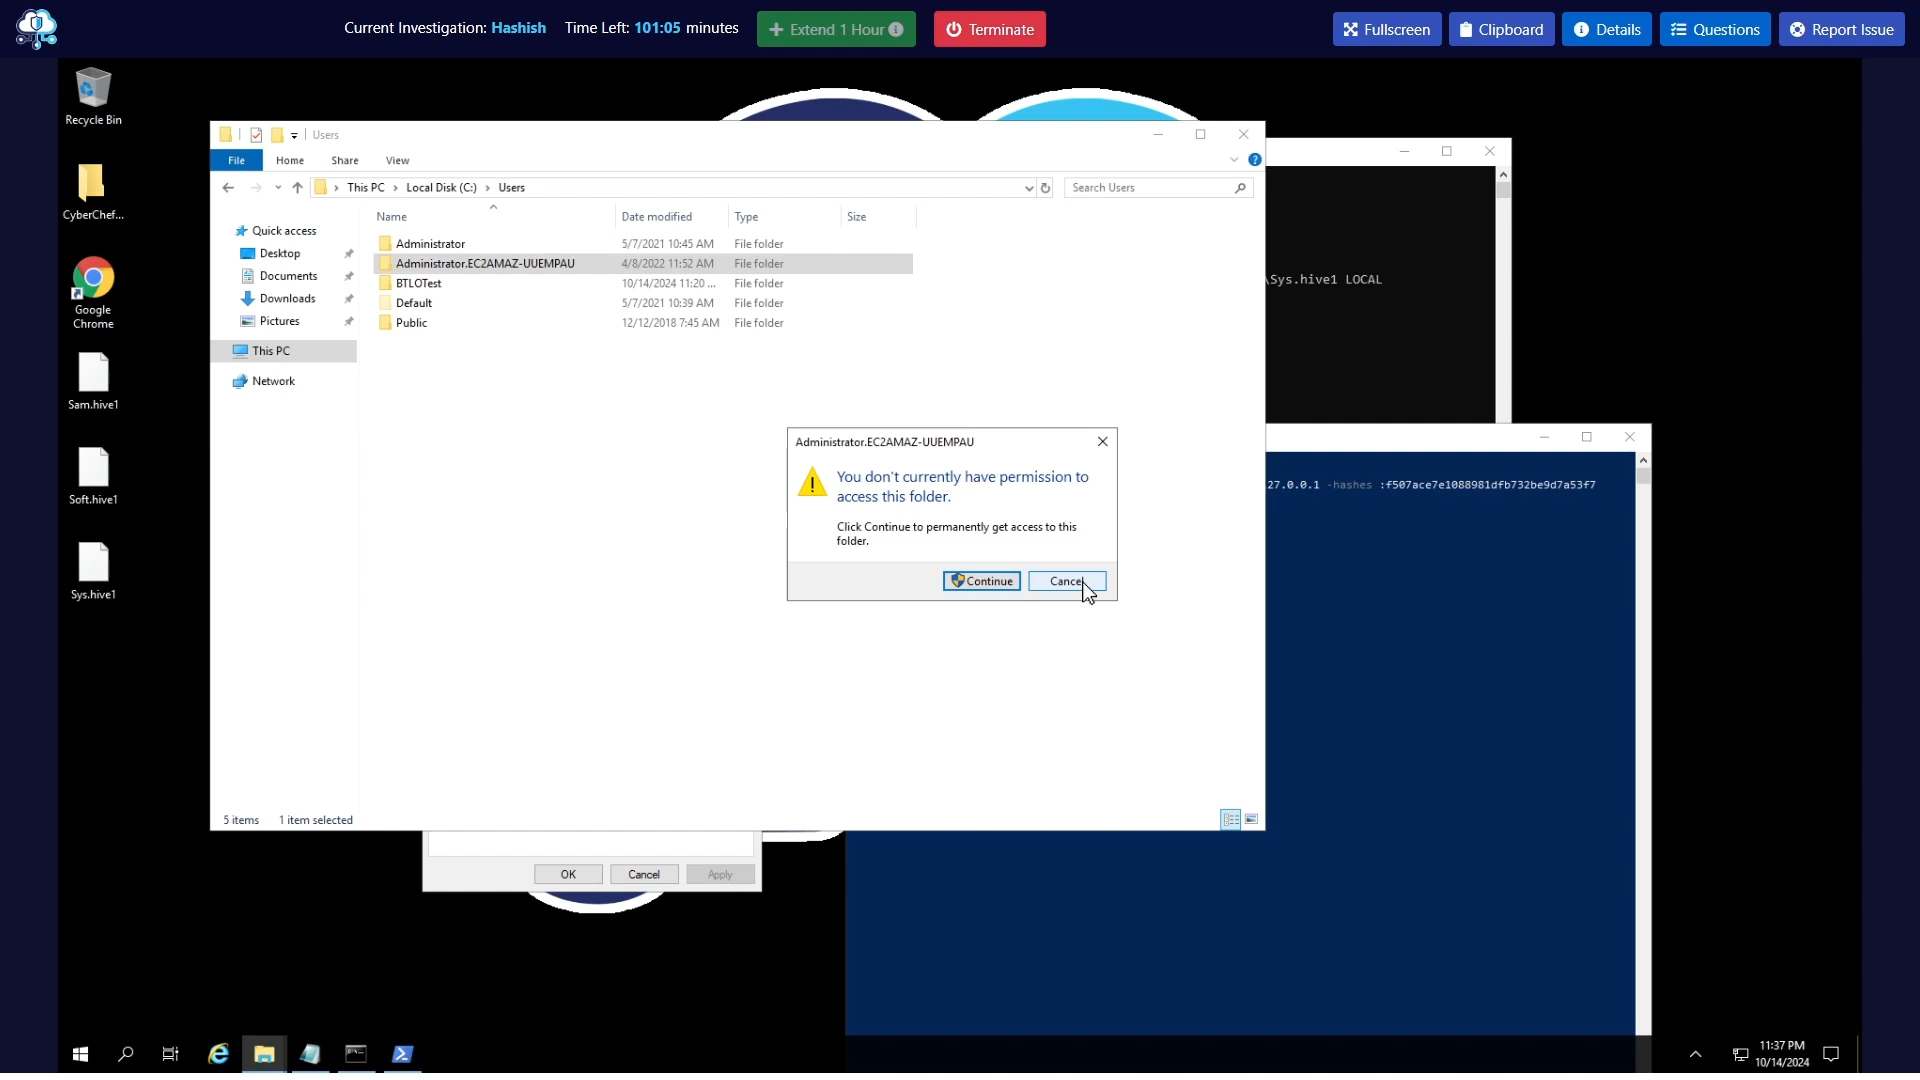 Current Investigation: Hashish Time Left: 101:05 minutes Extend 1 Hour Terminate Fullscreen Clipboard Details Questions Report Issue
Recycle Bin
CyberChef...
Google
Chrome
Sam.hive1
Soft.hive1
Sys.hive1
Users
File Home Share View
This PC › Local Disk (C:) › Users
Search Users
Name Date modified Type Size
Quick access
Desktop
Documents
Downloads
Pictures
This PC
Network
Administrator 5/7/2021 10:45 AM File folder
Administrator.EC2AMAZ-UUEMPAU 4/8/2022 11:52 AM File folder
BTLOTest 10/14/2024 11:20 ... File folder
Default 5/7/2021 10:39 AM File folder
Public 12/12/2018 7:45 AM File folder
\Sys.hive1 LOCAL
Administrator.EC2AMAZ-UUEMPAU
You don't currently have permission to
access this folder.
Click Continue to permanently get access to this
folder.
Continue Cancel
27.0.0.1 -hashes :f507ace7e1088981dfb732be9d7a53f7
5 items 1 item selected
OK Cancel Apply
11:37 PM
10/14/2024